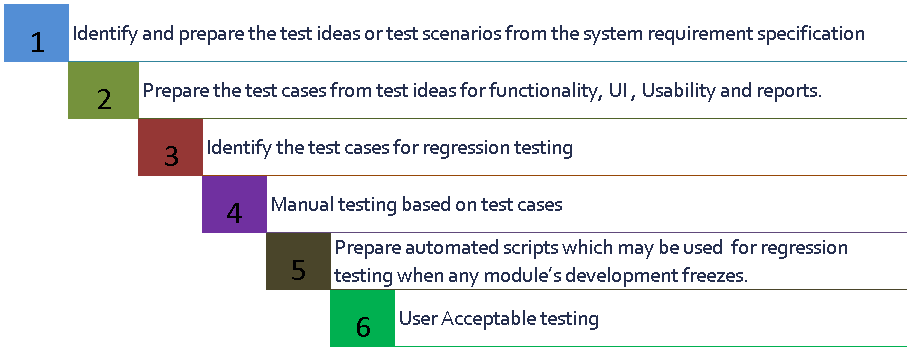 1 Identify and prepare the test ideas or test scenarios from the system requirement specification
2 Prepare the test cases from test ideas for functionality, UI , Usability and reports.
3 Identify the test cases for regression testing
4 Manual testing based on test cases
5 Prepare automated scripts which may be used for regression
testing when any module’s development freezes.
6 User Acceptable testing